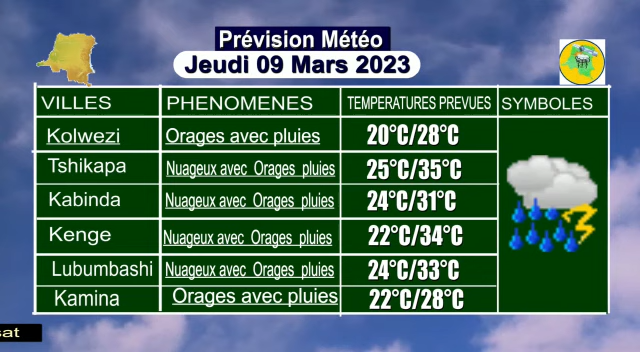 Prévision Météo
Jeudi 09 Mars 2023
VILLES PHENOMENES TEMPERATURES PREVUES SYMBOLES
Kolwezi Orages avec pluies 20°C/28°C
Tshikapa Nuageux avec Orages pluies 25°C/35°C
Kabinda Nuageux avec Orages pluies 24°C/31°C
Kenge Nuageux avec Orages pluies 22°C/34°C
Lubumbashi Nuageux avec Orages pluies 24°C/33°C
Kamina Orages avec pluies 22°C/28°C
sat